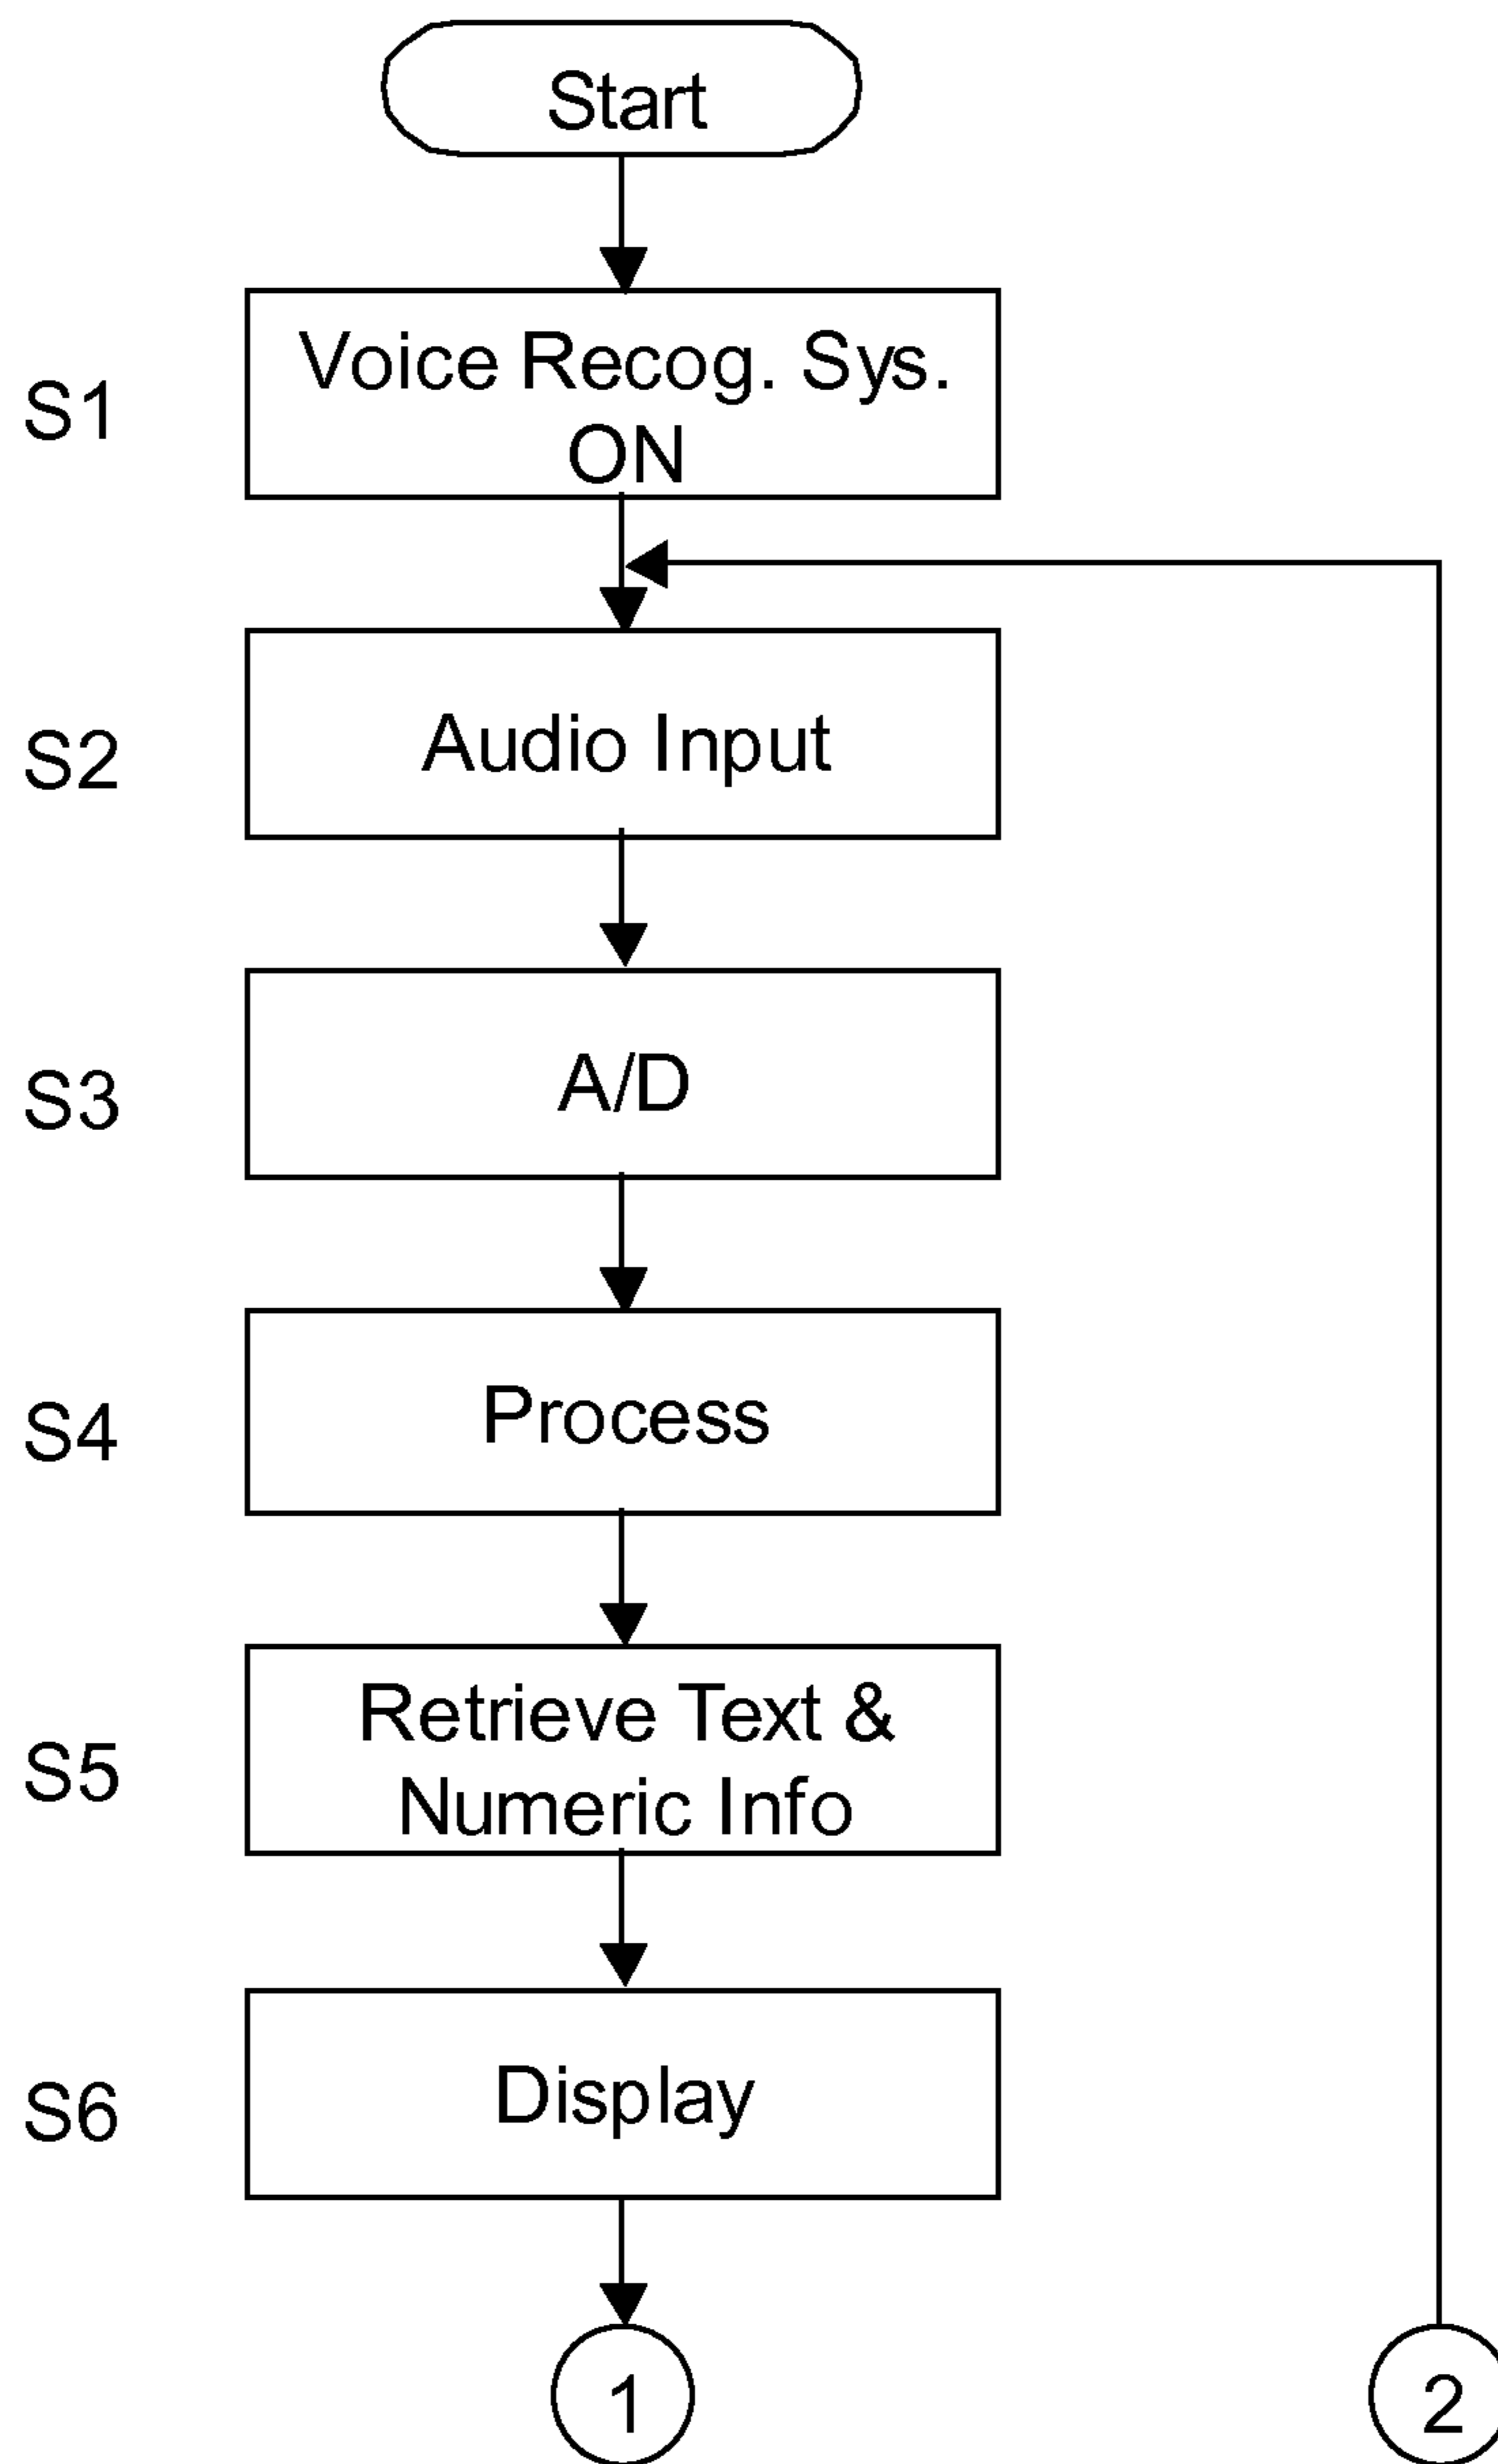 Start
S1
Voice Recog. Sys.
ON
S2
Audio Input
S3
A/D
S4
Process
S5
Retrieve Text &
Numeric Info
S6
Display
1
2